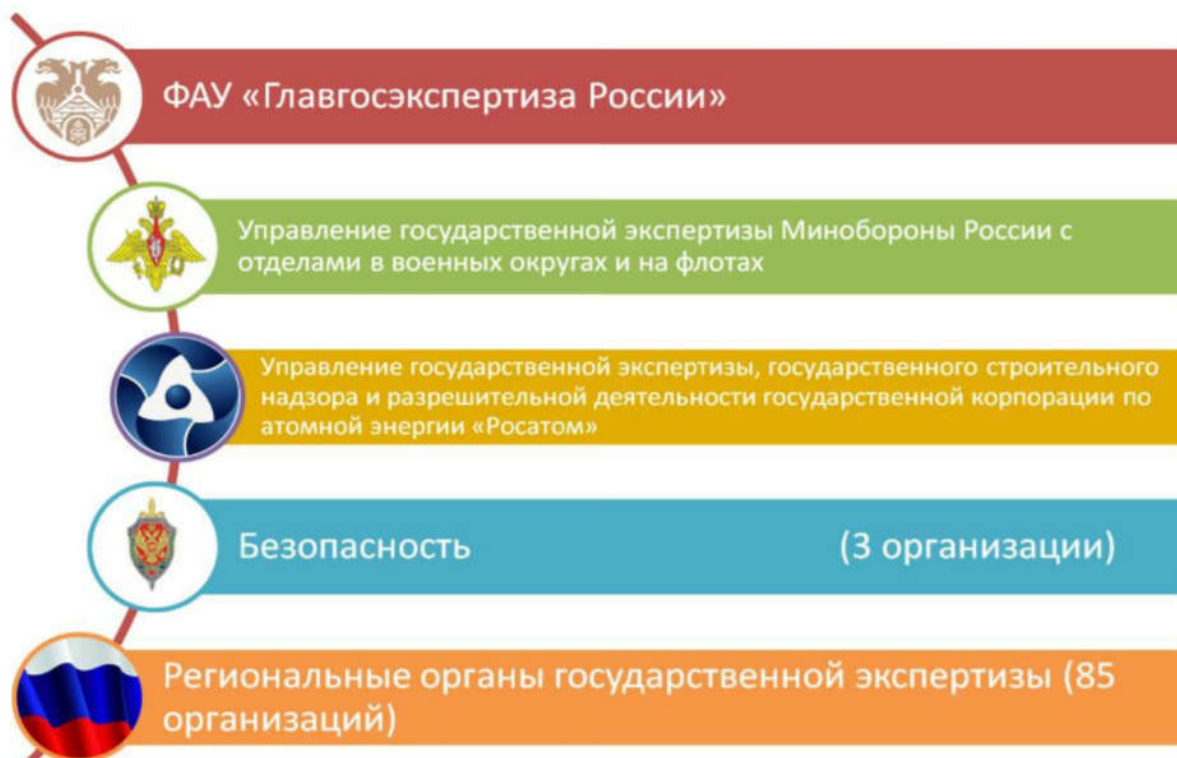 ФАУ «Главгосэкспертиза России»
Управление государственной экспертизы Минобороны России с
отделами в военных округах и на флотах
Управление государственной экспертизы, государственного строительного
надзора и разрешительной деятельности государственной корпорации по
атомной энергии «Росатом»
Безопасность (3 организации)
Региональные органы государственной экспертизы (85
организаций)